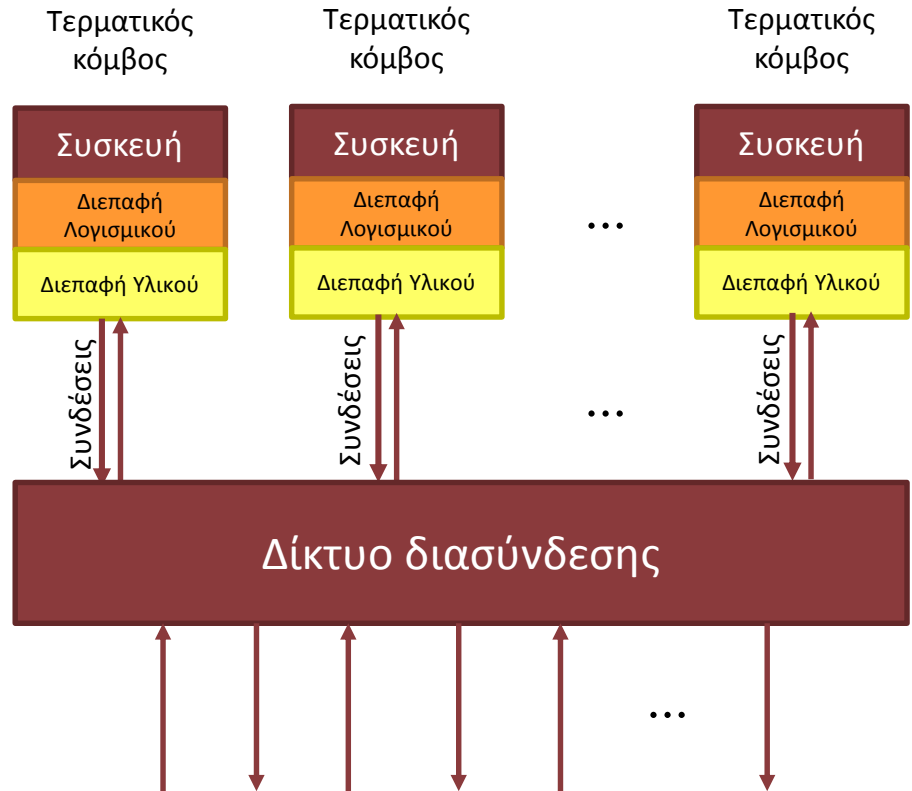 Τερματικός
κόμβος
Τερματικός
κόμβος
Τερματικός
κόμβος
Συσκευή
Διεπαφή
Λογισμικού
Διεπαφή Υλικού
Συσκευή
Διεπαφή
Λογισμικού
Διεπαφή Υλικού
...
Συσκευή
Διεπαφή
Λογισμικού
Διεπαφή Υλικού
Συνδέσεις
Συνδέσεις
...
Συνδέσεις
Δίκτυο διασύνδεσης
...